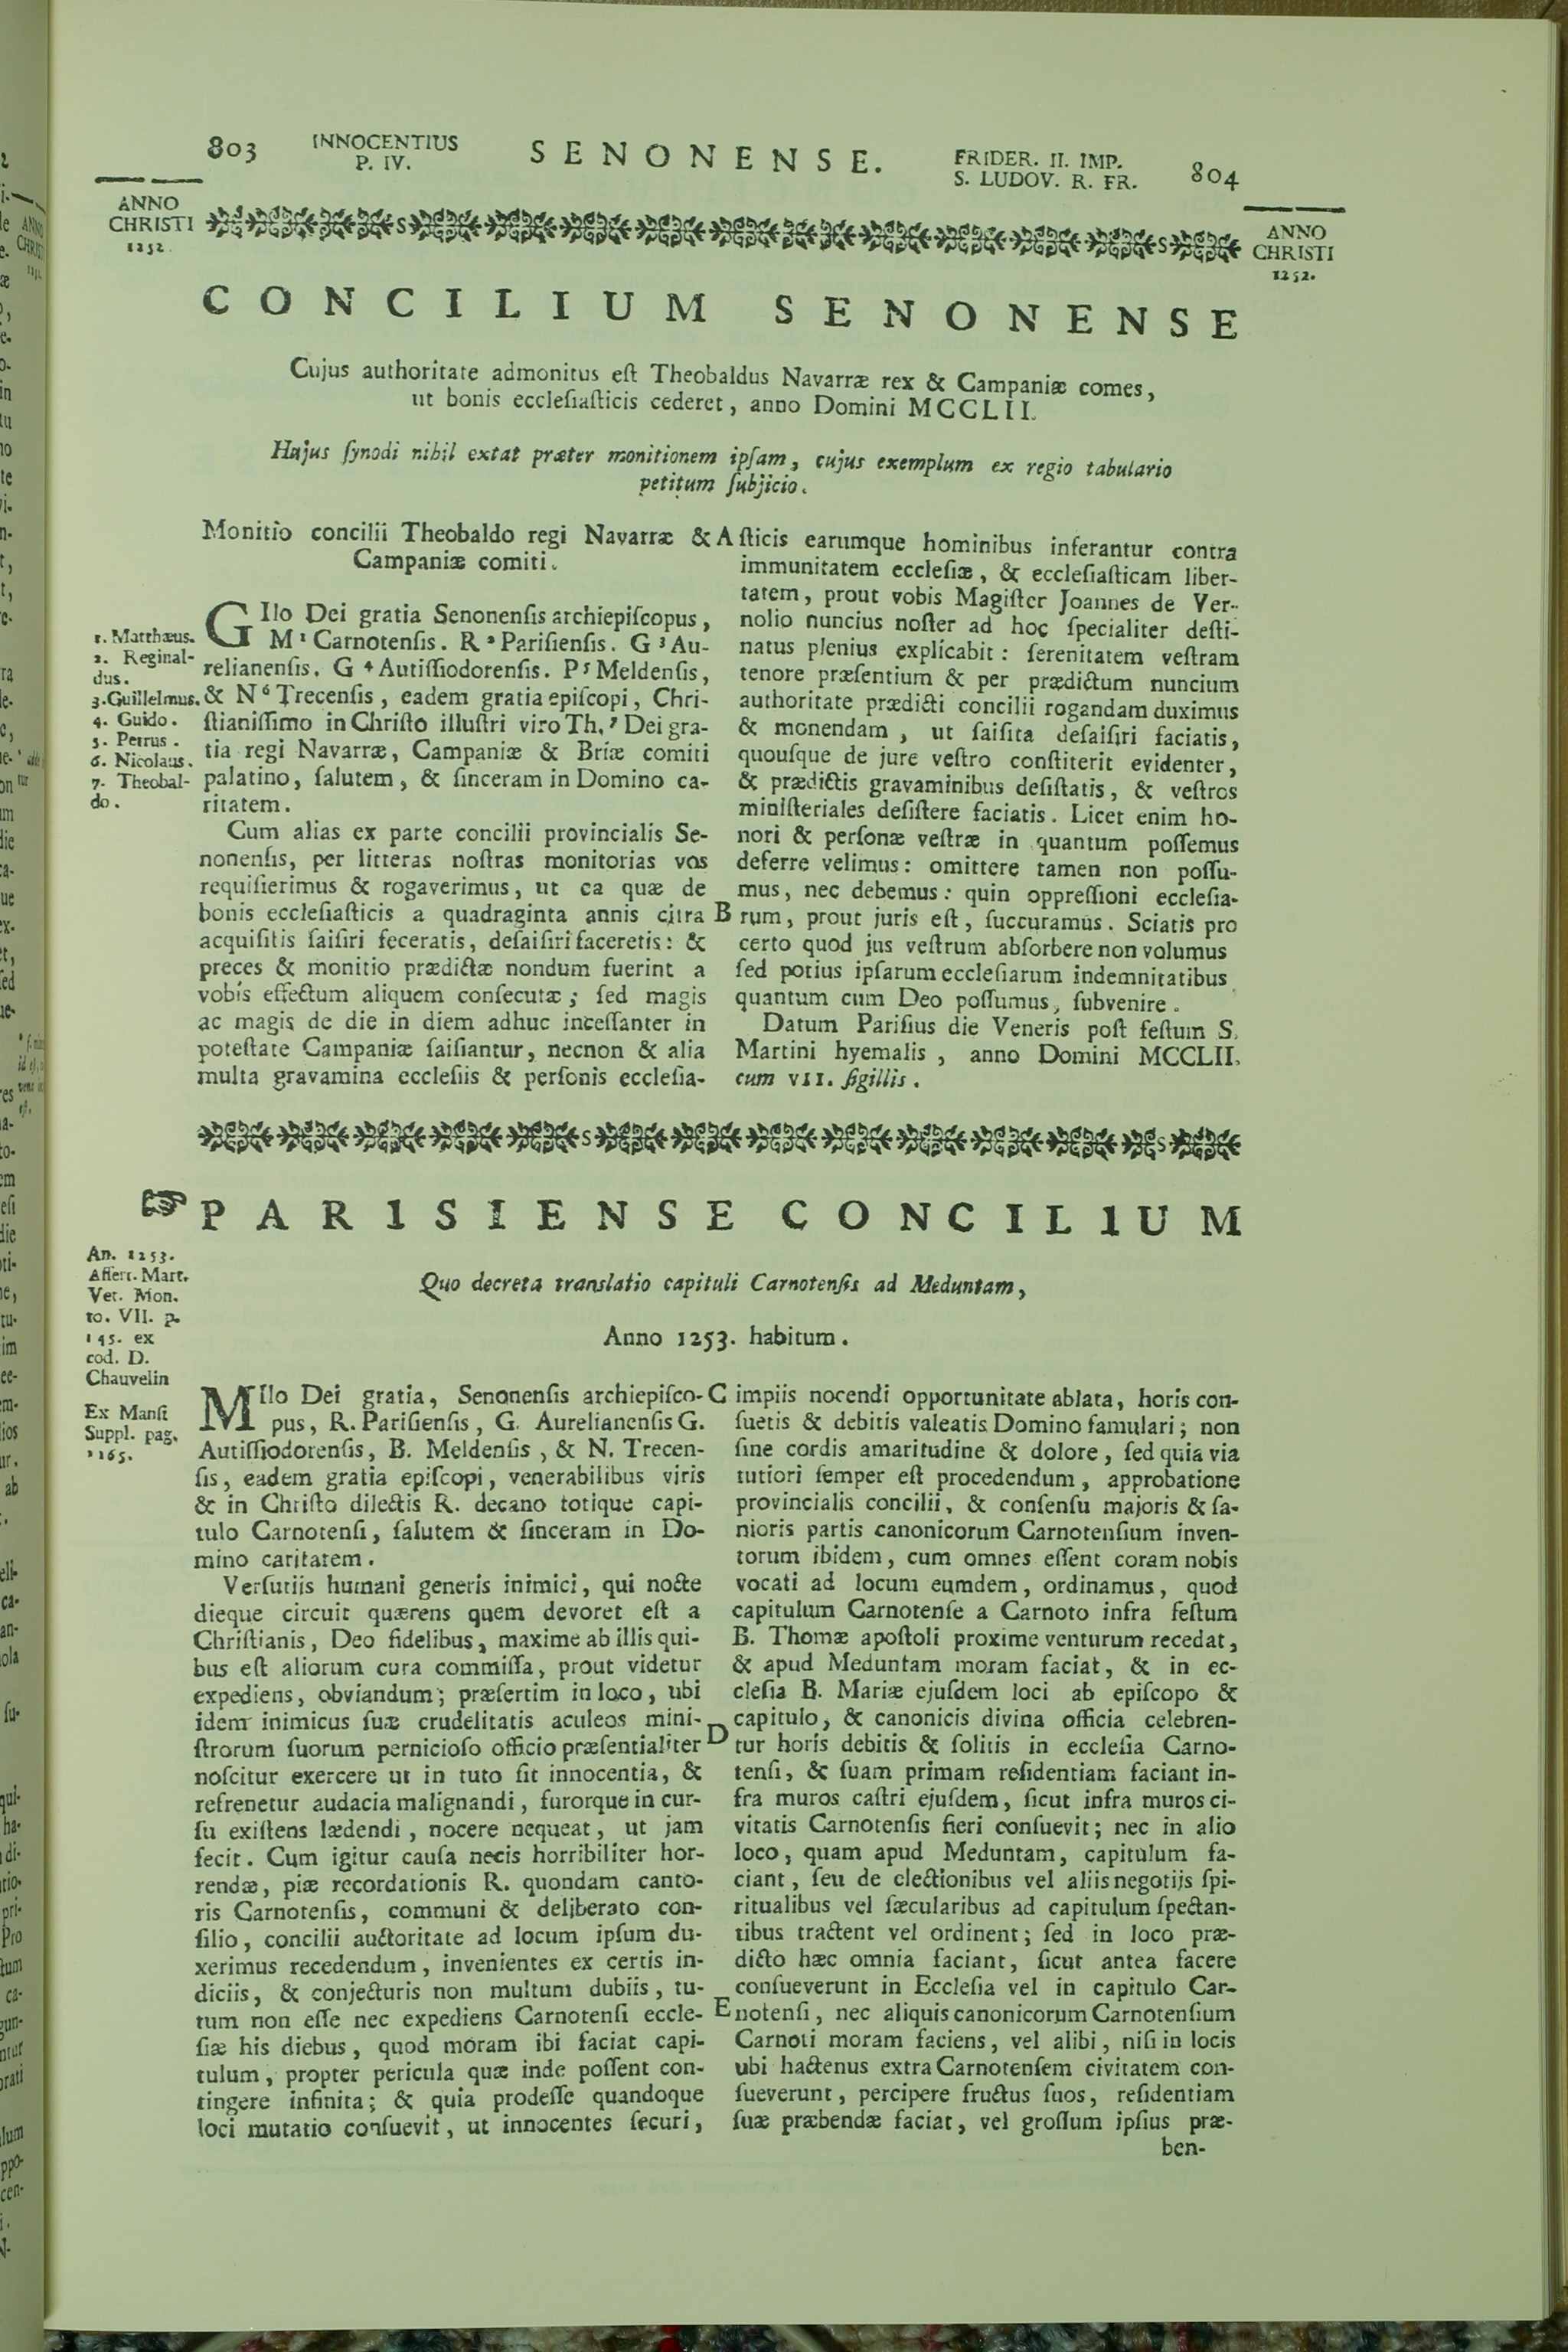 803
INNOCENTIUS
P. IV.
SENONENSE.
FRIDER. II. IMP.
S. LUDOV. R. FR.
804
ANNO
CHRISTI
1252.
ANNO
CHRISTI
1252.
CONCILIUM SENONENSE
Cujus authoritate admonitus eſt Theobaldus Navarræ rex & Campaniæ comes,
ut bonis eccleſiaſticis cederet, anno Domini MCCLII.
Hujus ſynodi nihil extat præter monitionem ipſam, cujus exemplum ex regio tabulario
petitum ſubjicio.
Monitio concilii Theobaldo regi Navarræ &
Campaniæ comiti.
GIlo Dei gratia Senonenſis archiepiſcopus,
M ¹ Carnotenſis. R ² Pariſienſis. G ³ Au-
relianenſis. G ⁴ Autiſſiodorenſis. P ⁵ Meldenſis,
& N ⁶ Trecenſis, eadem gratia epiſcopi, Chri-
ſtianiſſimo in Chriſto illuſtri viro Th. ⁷ Dei gra-
tia regi Navarræ, Campaniæ & Briæ comiti
palatino, ſalutem, & ſinceram in Domino ca-
ritatem.
1. Matthæus.
2. Reginal-
dus.
3. Guillelmus.
4. Guido.
5. Petrus.
6. Nicolaus.
7. Theobal-
do.
Cum alias ex parte concilii provincialis Se-
nonenſis, per litteras noſtras monitorias vos
requiſierimus & rogaverimus, ut ea quæ de
bonis eccleſiaſticis a quadraginta annis citra
acquiſitis ſaiſiri feceratis, deſaiſiri faceretis: &
preces & monitio prædictæ nondum fuerint a
vobis effectum aliquem conſecutæ; ſed magis
ac magis de die in diem adhuc inceſſanter in
poteſtate Campaniæ ſaiſiantur, necnon & alia
multa gravamina eccleſiis & perſonis eccleſia-
A ſticis earumque hominibus inferantur contra
immunitatem eccleſiæ, & eccleſiaſticam liber-
tatem, prout vobis Magiſter Joannes de Ver-
nolio nuncius noſter ad hoc ſpecialiter deſti-
natus plenius explicabit: ſerenitatem veſtram
tenore præſentium & per prædictum nuncium
authoritate prædicti concilii rogandam duximus
& monendam, ut ſaiſita deſaiſiri faciatis,
quouſque de jure veſtro conſtiterit evidenter,
& prædictis gravaminibus deſiſtatis, & veſtros
miniſteriales deſiſtere faciatis. Licet enim ho-
nori & perſonæ veſtræ in quantum poſſemus
deferre velimus: omittere tamen non poſſu-
mus, nec debemus: quin oppreſſioni eccleſia-
B rum, prout juris eſt, ſuccuramus. Sciatis pro
certo quod jus veſtrum abſorbere non volumus
ſed potius ipſarum eccleſiarum indemnitatibus
quantum cum Deo poſſumus, ſubvenire.
Datum Pariſius die Veneris poſt feſtum S.
Martini hyemalis, anno Domini MCCLII.
cum VII. ſigillis.
☞ PARISIENSE CONCILIUM
Quo decreta translatio capituli Carnotenſis ad Meduntam,
Anno 1253. habitum.
An. 1253.
Affert. Mart.
Vet. Mon.
to. VII. p.
145. ex
cod. D.
Chauvelin
Ex Manſi
Suppl. pag.
1165.
MIlo Dei gratia, Senonenſis archiepiſco-
pus, R. Pariſienſis, G. Aurelianenſis G.
Autiſſiodorenſis, B. Meldenſis, & N. Trecen-
ſis, eadem gratia epiſcopi, venerabilibus viris
& in Chriſto dilectis R. decano totique capi-
tulo Carnotenſi, ſalutem & ſinceram in Do-
mino caritatem.
Verſutiis humani generis inimici, qui nocte
dieque circuit quærens quem devoret eſt a
Chriſtianis, Deo fidelibus, maxime ab illis qui-
bus eſt aliorum cura commiſſa, prout videtur
expediens, obviandum; præſertim in loco, ubi
idem inimicus ſuæ crudelitatis aculeos mini-
ſtrorum ſuorum pernicioſo officio præſentialiter
noſcitur exercere ut in tuto ſit innocentia, &
refrenetur audacia malignandi, furorque in cur-
ſu exiſtens lædendi, nocere nequeat, ut jam
fecit. Cum igitur cauſa necis horribiliter hor-
rendæ, piæ recordationis R. quondam canto-
ris Carnotenſis, communi & deliberato con-
ſilio, concilii auctoritate ad locum ipſum du-
xerimus recedendum, invenientes ex certis in-
diciis, & conjecturis non multum dubiis, tu-
tum non eſſe nec expediens Carnotenſi eccle-
ſiæ his diebus, quod moram ibi faciat capi-
tulum, propter pericula quæ inde poſſent con-
tingere infinita; & quia prodeſſe quandoque
loci mutatio conſuevit, ut innocentes ſecuri,
C impiis nocendi opportunitate ablata, horis con-
ſuetis & debitis valeatis Domino famulari; non
ſine cordis amaritudine & dolore, ſed quia via
tutiori ſemper eſt procedendum, approbatione
provincialis concilii, & conſenſu majoris & ſa-
nioris partis canonicorum Carnotenſium inven-
torum ibidem, cum omnes eſſent coram nobis
vocati ad locum eumdem, ordinamus, quod
capitulum Carnotenſe a Carnoto infra feſtum
B. Thomæ apoſtoli proxime venturum recedat,
& apud Meduntam moram faciat, & in ec-
cleſia B. Mariæ ejuſdem loci ab epiſcopo &
capitulo, & canonicis divina officia celebren-
D tur horis debitis & ſolitis in eccleſia Carno-
tenſi, & ſuam primam reſidentiam faciant in-
fra muros caſtri ejuſdem, ſicut infra muros ci-
vitatis Carnotenſis fieri conſuevit; nec in alio
loco, quam apud Meduntam, capitulum fa-
ciant, ſeu de electionibus vel aliis negotiis ſpi-
ritualibus vel ſæcularibus ad capitulum ſpectan-
tibus tractent vel ordinent; ſed in loco præ-
dicto hæc omnia faciant, ſicut antea facere
conſueverunt in Eccleſia vel in capitulo Car-
E notenſi, nec aliquis canonicorum Carnotenſium
Carnoti moram faciens, vel alibi, niſi in locis
ubi hactenus extra Carnotenſem civitatem con-
ſueverunt, percipere fructus ſuos, reſidentiam
ſuæ præbendæ faciat, vel groſſum ipſius præ-
ben-